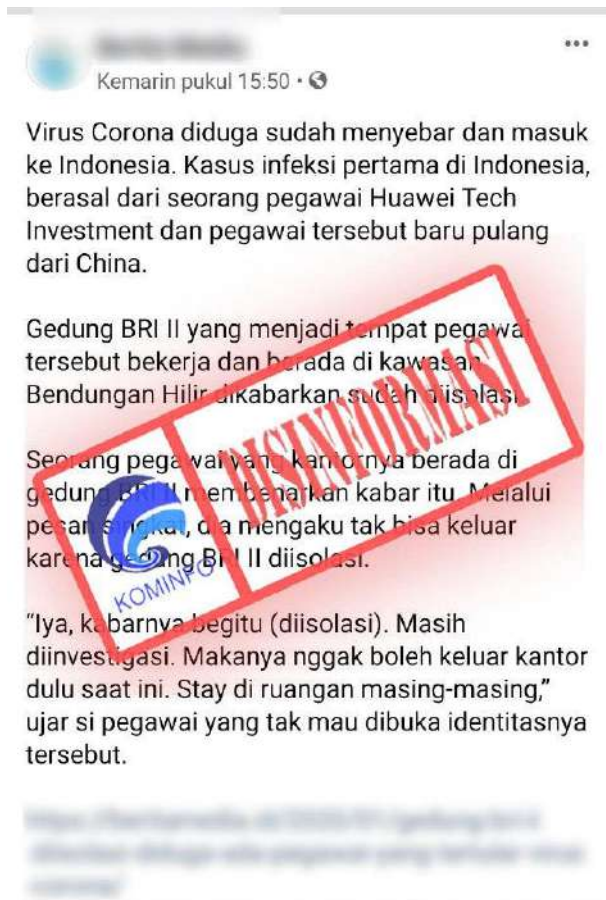 Kemarin pukul 15:50
Virus Corona diduga sudah menyebar dan masuk
ke Indonesia. Kasus infeksi pertama di Indonesia,
berasal dari seorang pegawai Huawei Tech
Investment dan pegawai tersebut baru pulang
dari China.
Gedung BRI II yang menjadi tempat pegawai
tersebut bekerja dan berada di kawasan
Bendungan Hilir dikabarkan sudah diisolasi.
Seorang pegawai yang kantornya berada di
gedung BRI II membenarkan kabar itu. Melalui
pesan singkat, dia mengaku tak bisa keluar
karena gedung BRI II diisolasi.
"Iya, kabarnya begitu (diisolasi). Masih
diinvestigasi. Makanya nggak boleh keluar kantor
dulu saat ini. Stay di ruangan masing-masing,"
ujar si pegawai yang tak mau dibuka identitasnya
tersebut.
DISINFORMASI
KOMINFO